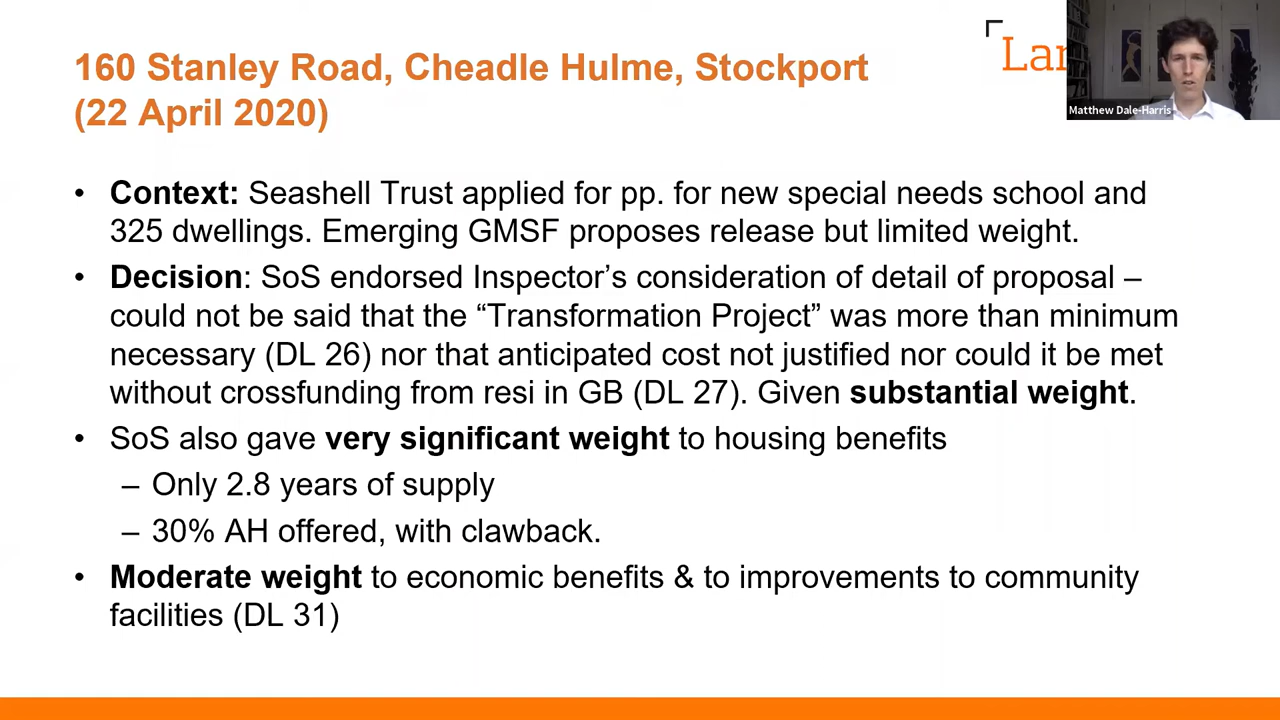 160 Stanley Road, Cheadle Hulme, Stockport
(22 April 2020)
Lan
Matthew Dale-Harris
• Context: Seashell Trust applied for pp. for new special needs school and
325 dwellings. Emerging GMSF proposes release but limited weight.
• Decision: SoS endorsed Inspector’s consideration of detail of proposal –
could not be said that the “Transformation Project” was more than minimum
necessary (DL 26) nor that anticipated cost not justified nor could it be met
without crossfunding from resi in GB (DL 27). Given substantial weight.
• SoS also gave very significant weight to housing benefits
– Only 2.8 years of supply
– 30% AH offered, with clawback.
• Moderate weight to economic benefits & to improvements to community
facilities (DL 31)